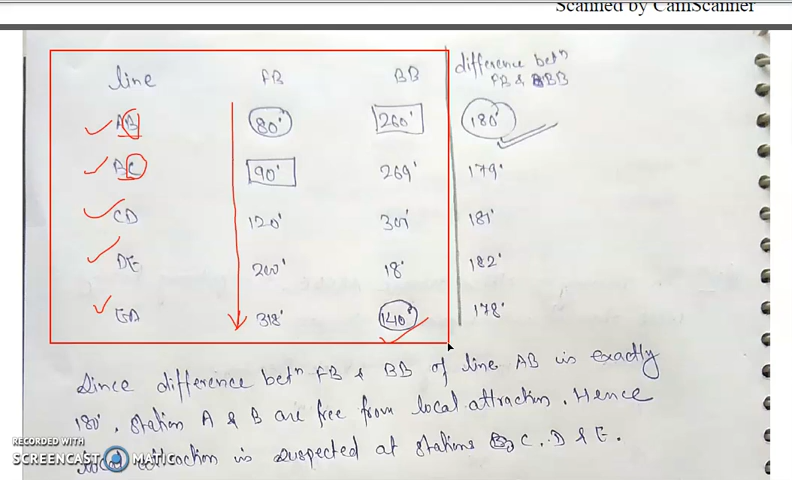 Scanned by CamScanner
line FB BB difference betn FB & BB
AB 80° 260° 180°
BC 90° 269° 179°
CD 120° 301° 181°
DE 200° 18° 182°
EA 318° 140° 178°
Since difference betn FB & BB of line AB is exactly
180°, station A & B are free from local attraction. Hence
is suspected at stations C, D & E.
RECORDED WITH
SCREENCAST MATIC